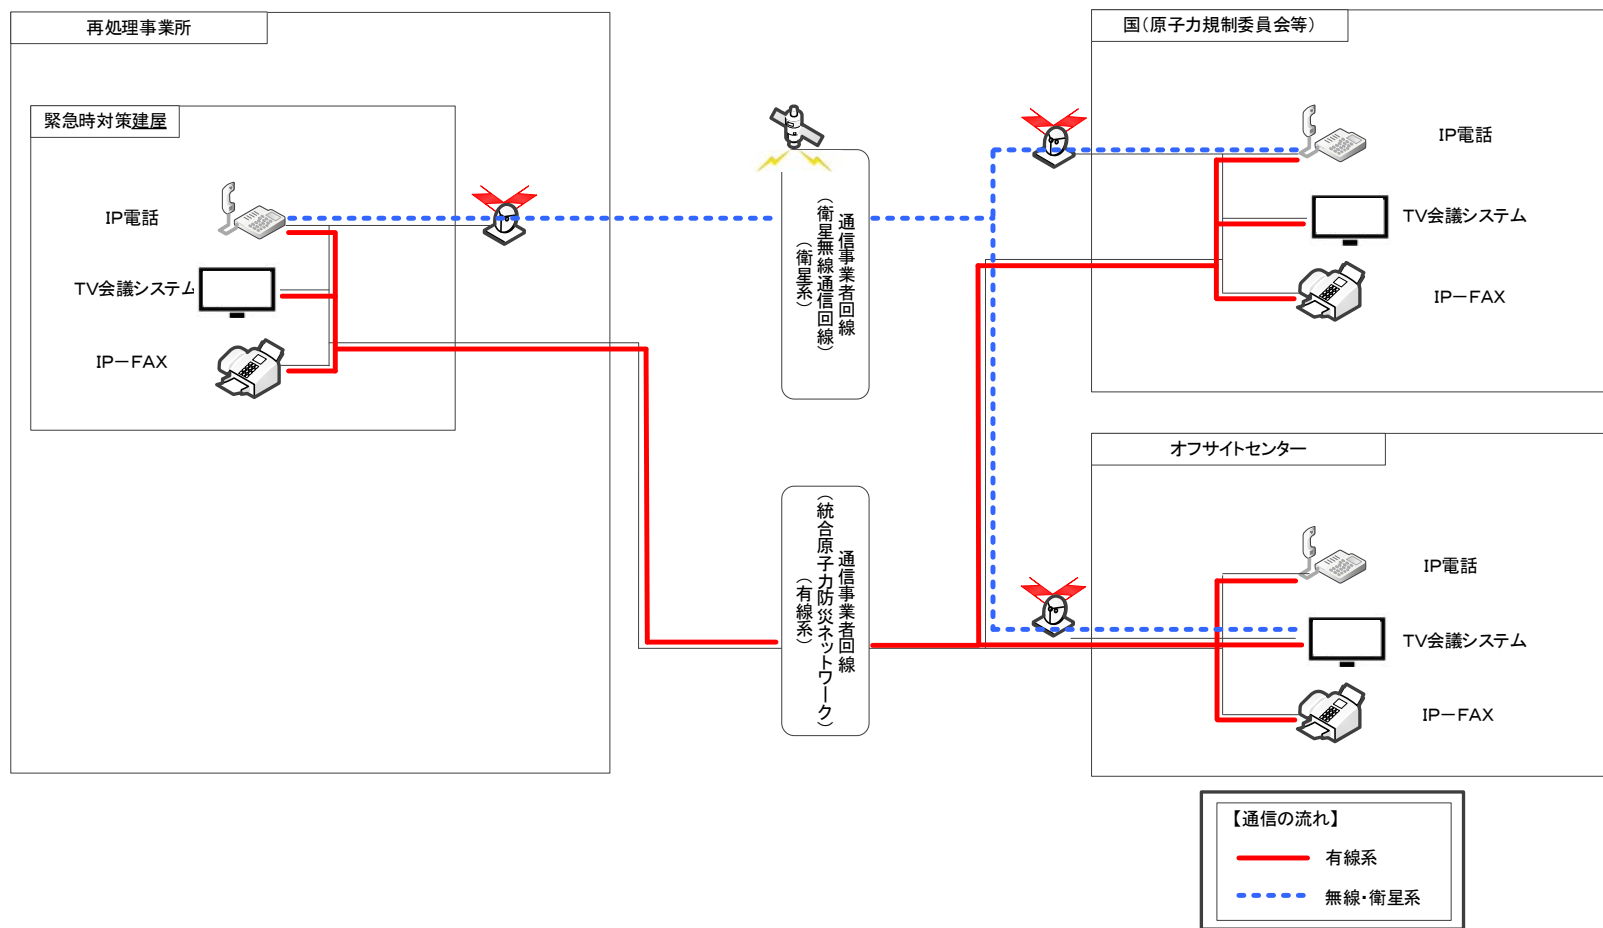 再処理事業所
緊急時対策建屋
IP電話
TV会議システム
IP-FAX
通信事業者回線
(衛星無線通信回線)
(衛星系)
通信事業者回線
(統合原子力防災ネットワーク)
(有線系)
国(原子力規制委員会等)
IP電話
TV会議システム
IP-FAX
オフサイトセンター
IP電話
TV会議システム
IP-FAX
【通信の流れ】
有線系
無線・衛星系